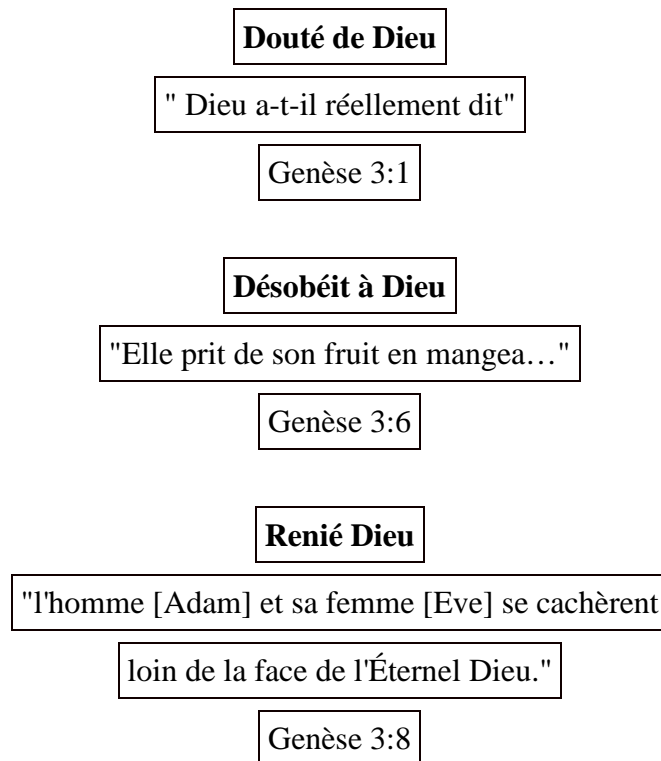 Douté de Dieu
" Dieu a-t-il réellement dit"
Genèse 3:1
Désobéit à Dieu
"Elle prit de son fruit en mangea…"
Genèse 3:6
Renié Dieu
"l'homme [Adam] et sa femme [Eve] se cachèrent
loin de la face de l'Éternel Dieu."
Genèse 3:8